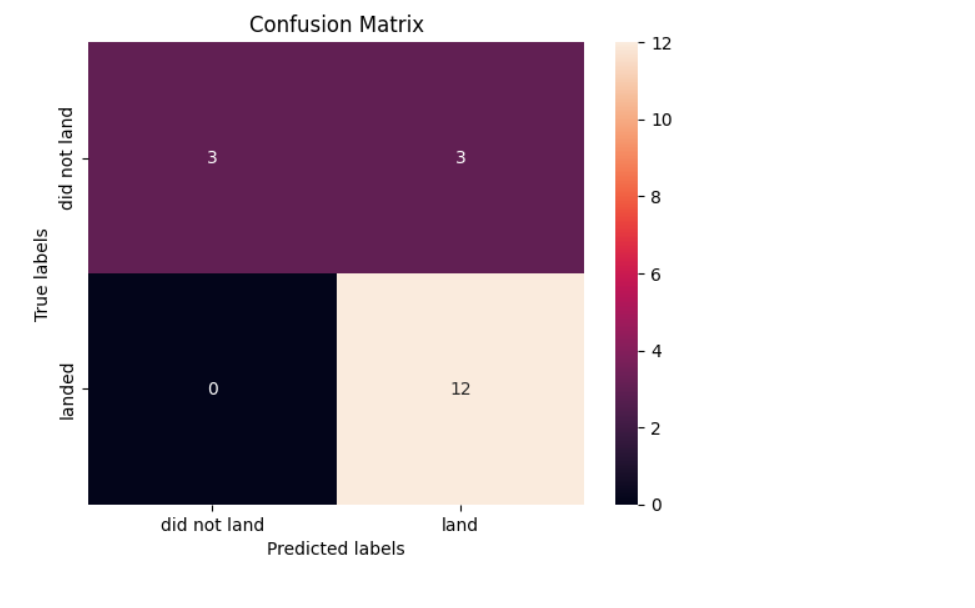 Confusion Matrix
True labels
did not land
landed
3
3
0
12
did not land
land
Predicted labels
12
10
8
6
4
2
0